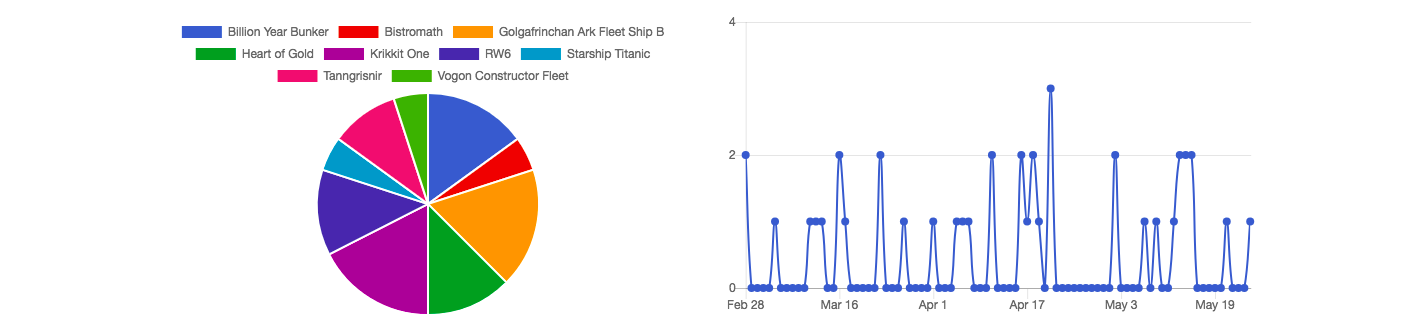 Billion Year Bunker Bistromath Golgafrinchan Ark Fleet Ship B
Heart of Gold Krikkit One RW6 Starship Titanic
Tanngrisnir Vogon Constructor Fleet
4
2
0
Feb 28 Mar 16 Apr 1 Apr 17 May 3 May 19